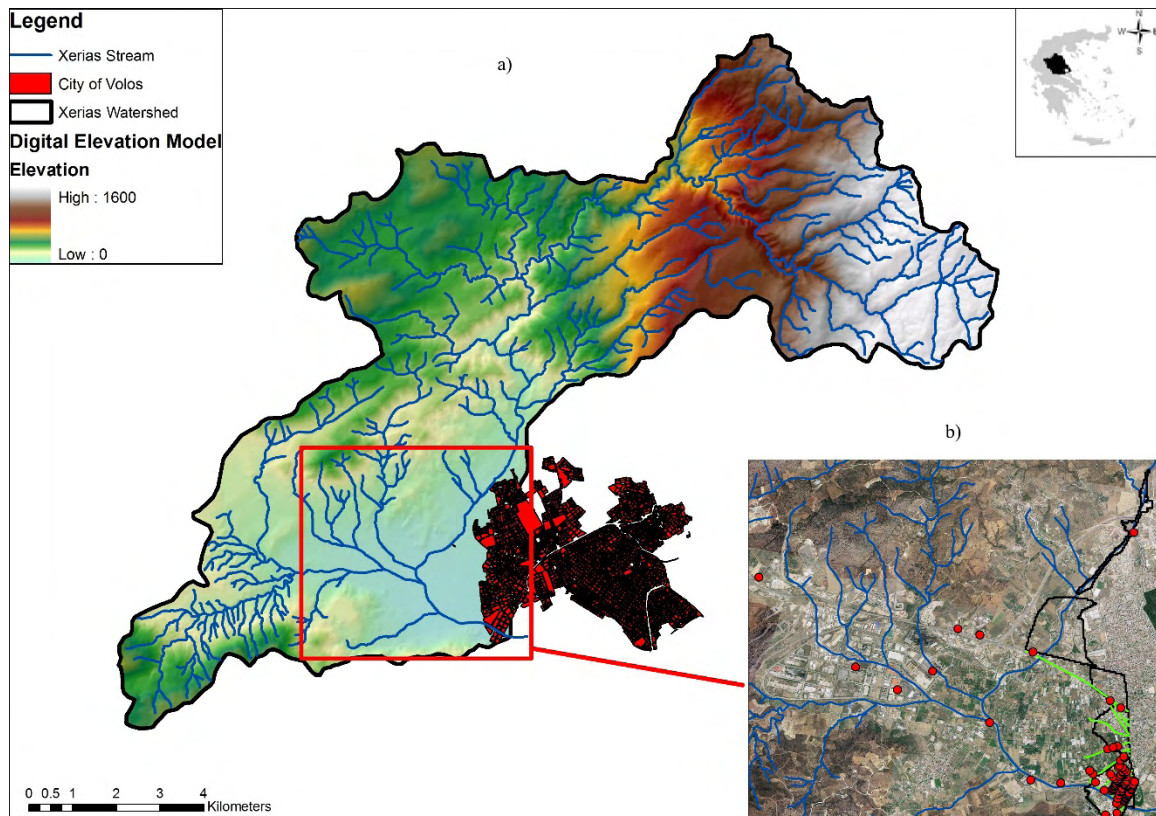 Legend
Xerias Stream
City of Volos
Xerias Watershed
Digital Elevation Model
Elevation
High : 1600
Low : 0
a)
N
W
E
S
b)
0 0.5 1 2 3 4
Kilometers